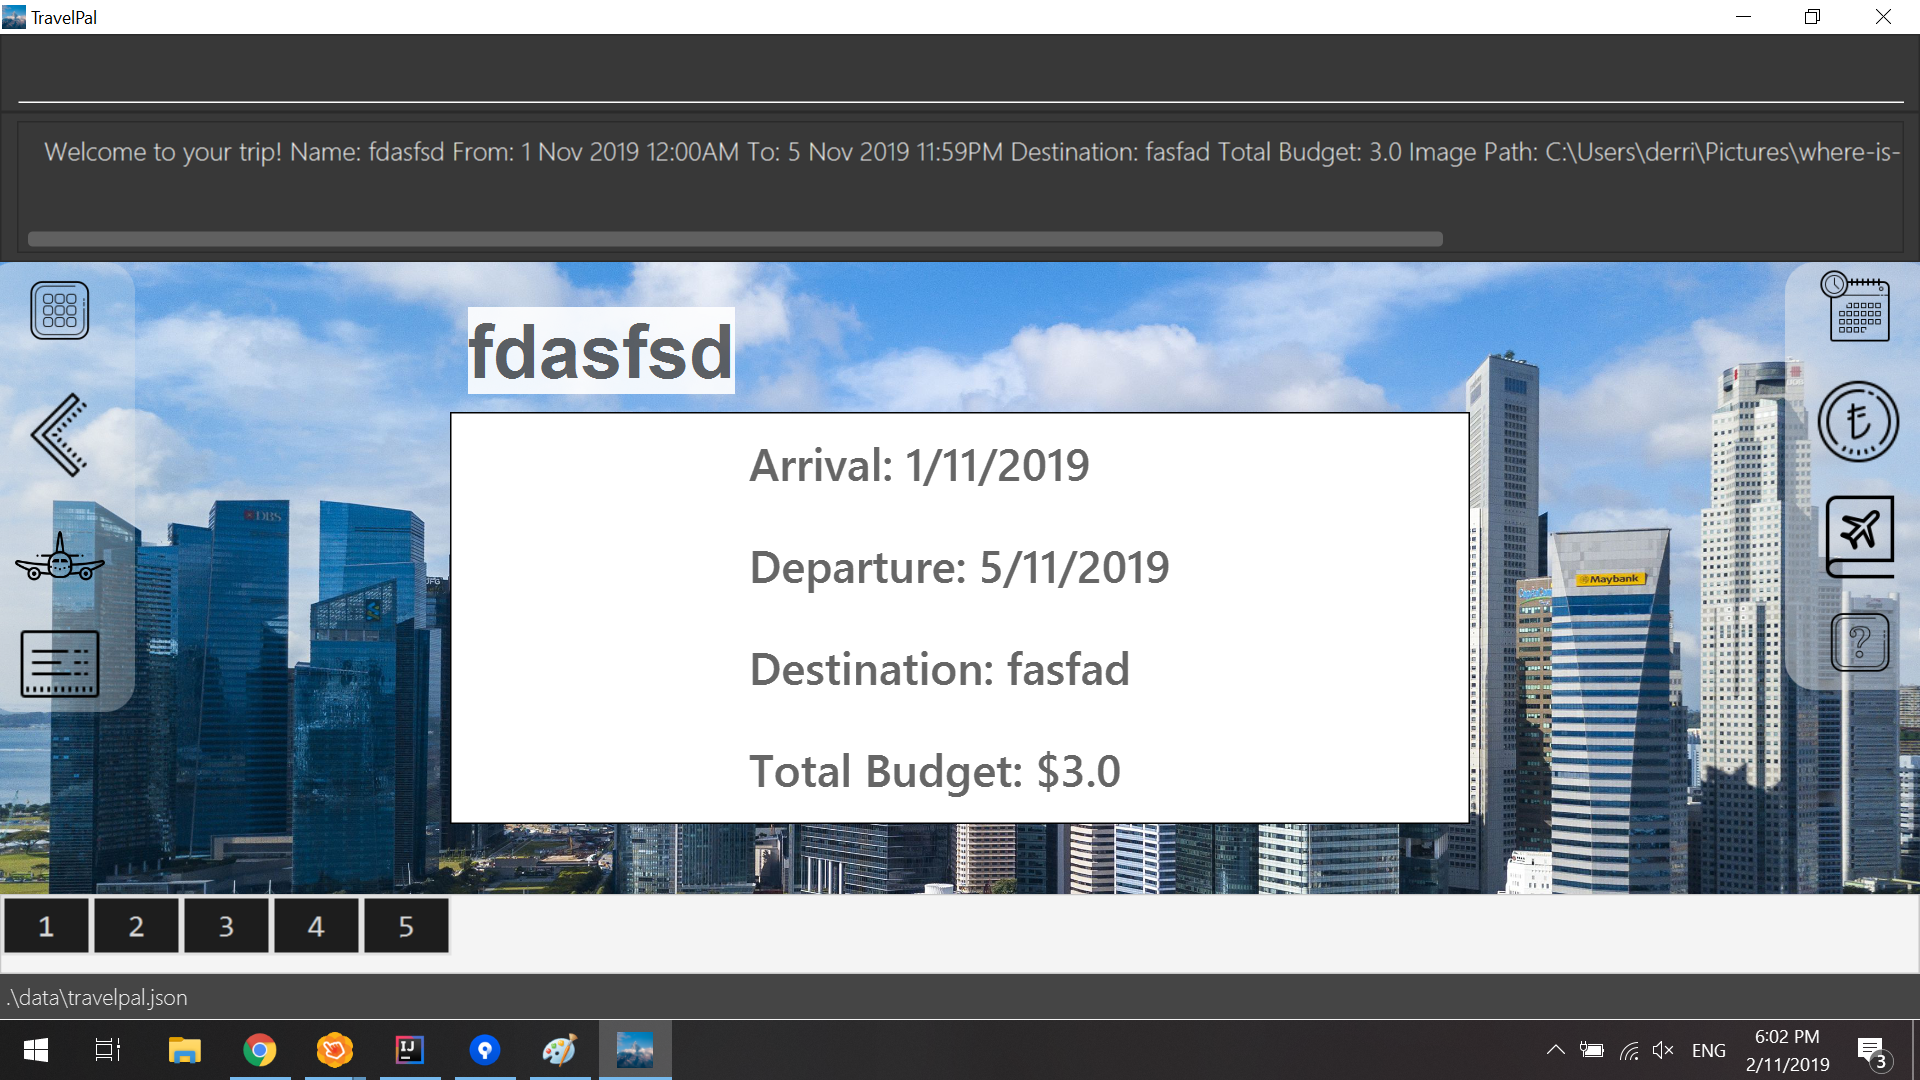 TravelPal
Welcome to your trip! Name: fdasfsd From: 1 Nov 2019 12:00AM To: 5 Nov 2019 11:59PM Destination: fasfad Total Budget: 3.0 Image Path: C:\Users\derri\Pictures\where-is-
fdasfsd
Arrival: 1/11/2019
Departure: 5/11/2019
Destination: fasfad
Total Budget: $3.0
DBS
Maybank
1 2 3 4 5
.\data\travelpal.json
IJ
ENG
6:02 PM
2/11/2019
3